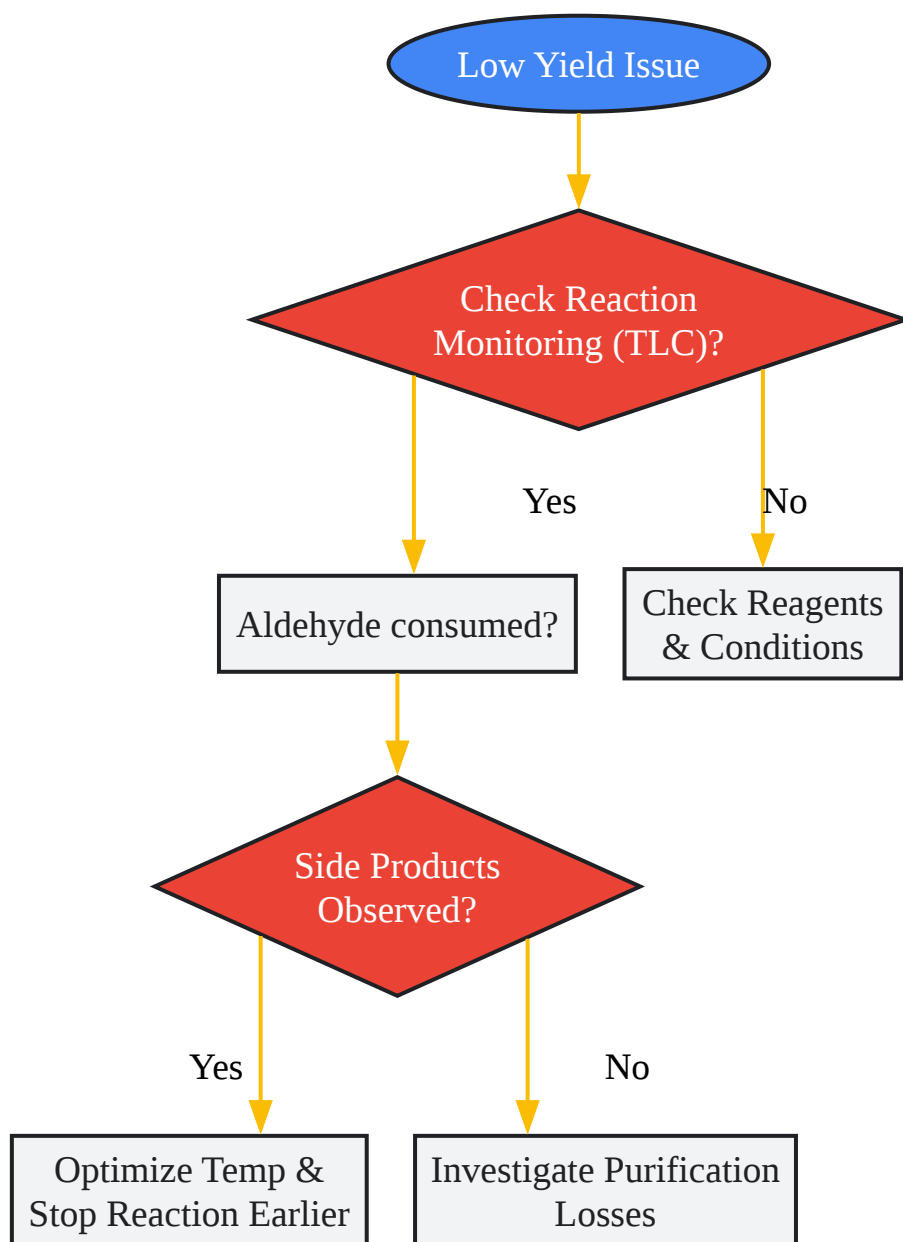 Low Yield Issue
Check Reaction
Monitoring (TLC)?
Yes
No
Aldehyde consumed?
Check Reagents
& Conditions
Side Products
Observed?
Yes
No
Optimize Temp &
Stop Reaction Earlier
Investigate Purification
Losses